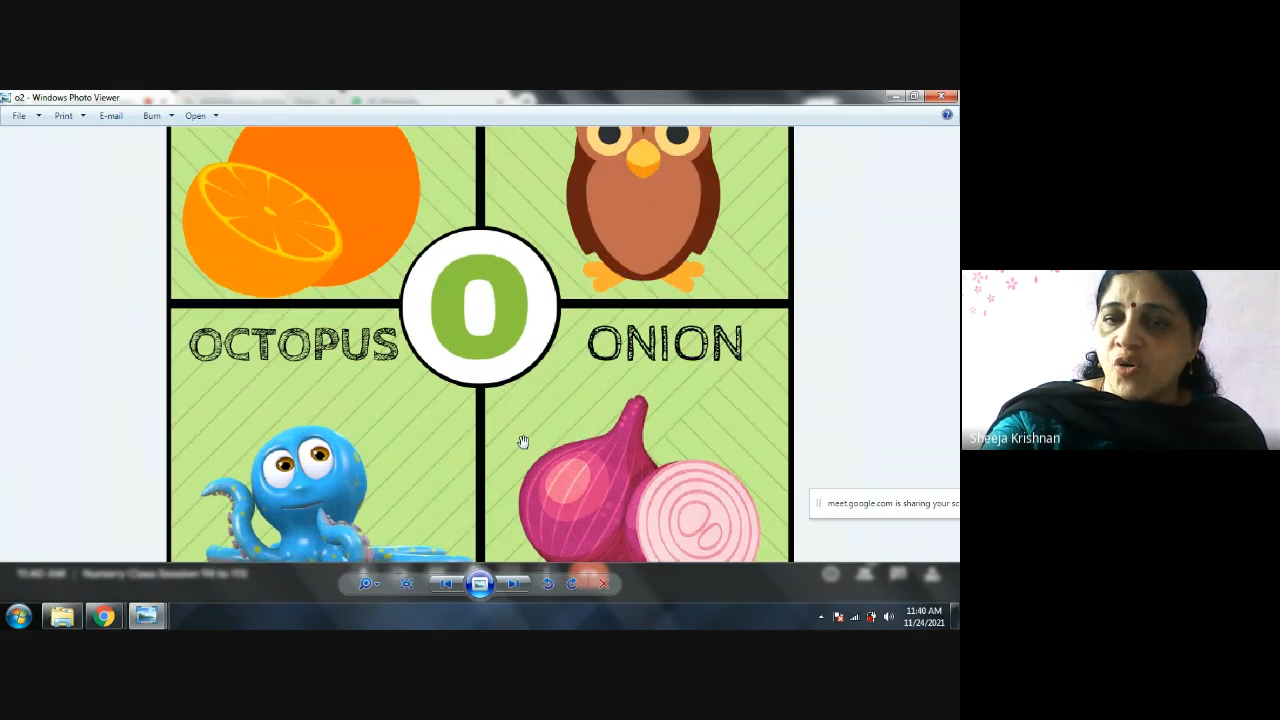 o2 - Windows Photo Viewer
File Print E-mail Burn Open
O
OCTOPUS
ONION
Sheeja Krishnan
meet.google.com is sharing your sc
11:40 AM
11/24/2021